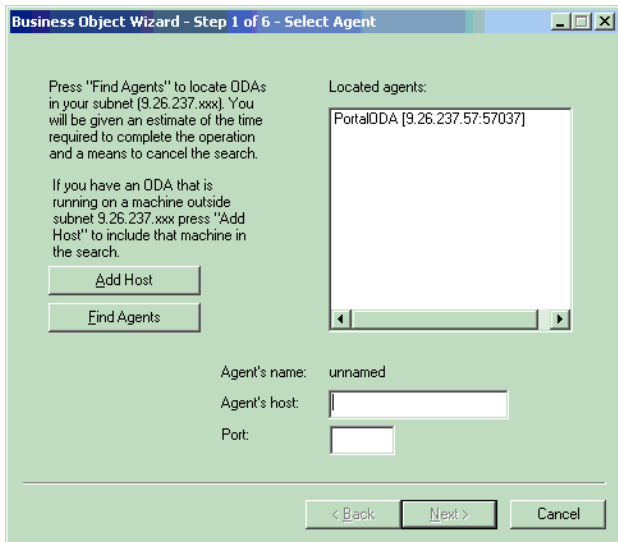 Business Object Wizard - Step 1 of 6 - Select Agent
Press "Find Agents" to locate ODAs
in your subnet (9.26.237.xxx). You
will be given an estimate of the time
required to complete the operation
and a means to cancel the search.
If you have an ODA that is
running on a machine outside
subnet 9.26.237.xxx press "Add
Host" to include that machine in
the search.
Add Host
Find Agents
Located agents:
PortalODA [9.26.237.57:57037]
Agent's name: unnamed
Agent's host:
Port:
< Back Next > Cancel